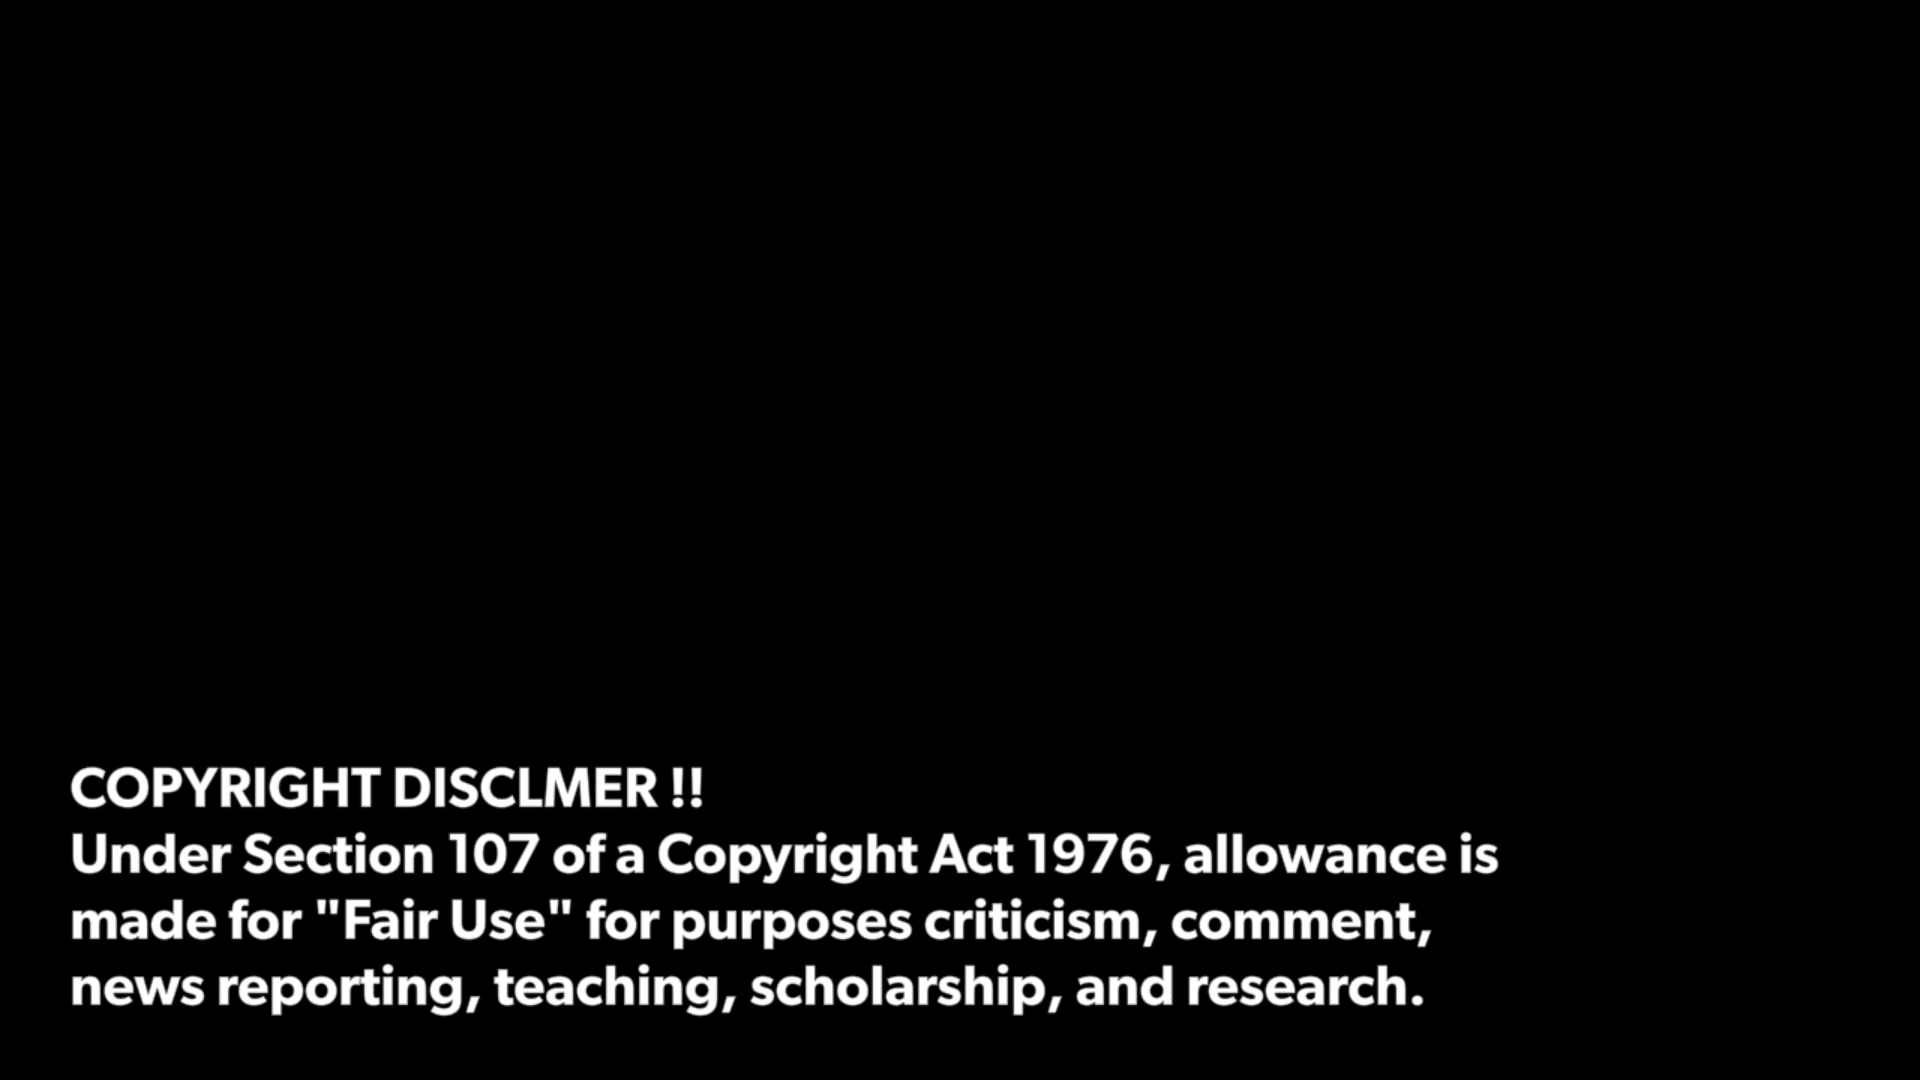 COPYRIGHT DISCLMER !!
Under Section 107 of a Copyright Act 1976, allowance is
made for "Fair Use" for purposes criticism, comment,
news reporting, teaching, scholarship, and research.